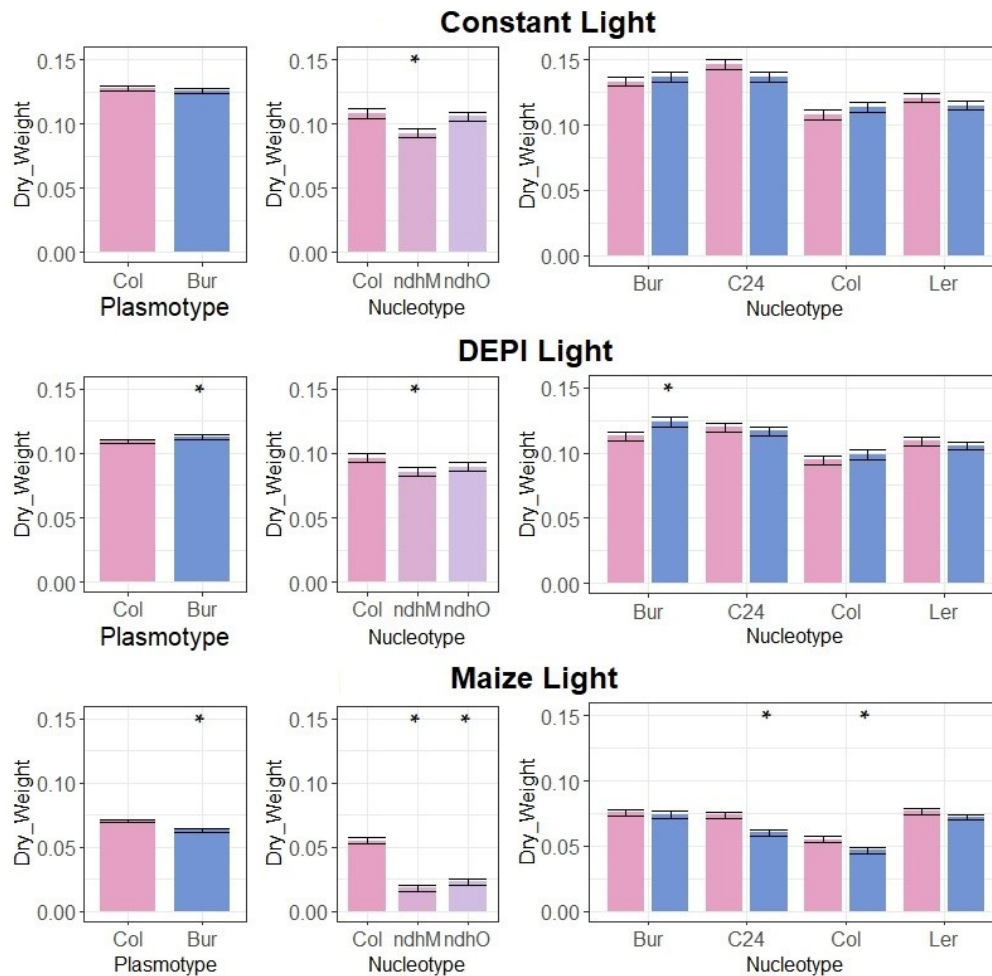 Constant Light
Dry_Weight
0.15
0.10
0.05
0.00
Col Bur
Plasmotype
Dry_Weight
0.15
0.10
0.05
0.00
*
Col ndhM ndhO
Nucleotype
Dry_Weight
0.15
0.10
0.05
0.00
Bur C24 Col Ler
Nucleotype
DEPI Light
Dry_Weight
0.15
0.10
0.05
0.00
*
Col Bur
Plasmotype
Dry_Weight
0.15
0.10
0.05
0.00
*
Col ndhM ndhO
Nucleotype
Dry_Weight
0.15
0.10
0.05
0.00
*
Bur C24 Col Ler
Nucleotype
Maize Light
Dry_Weight
0.15
0.10
0.05
0.00
*
Col Bur
Plasmotype
Dry_Weight
0.15
0.10
0.05
0.00
* *
Col ndhM ndhO
Nucleotype
Dry_Weight
0.15
0.10
0.05
0.00
* *
Bur C24 Col Ler
Nucleotype